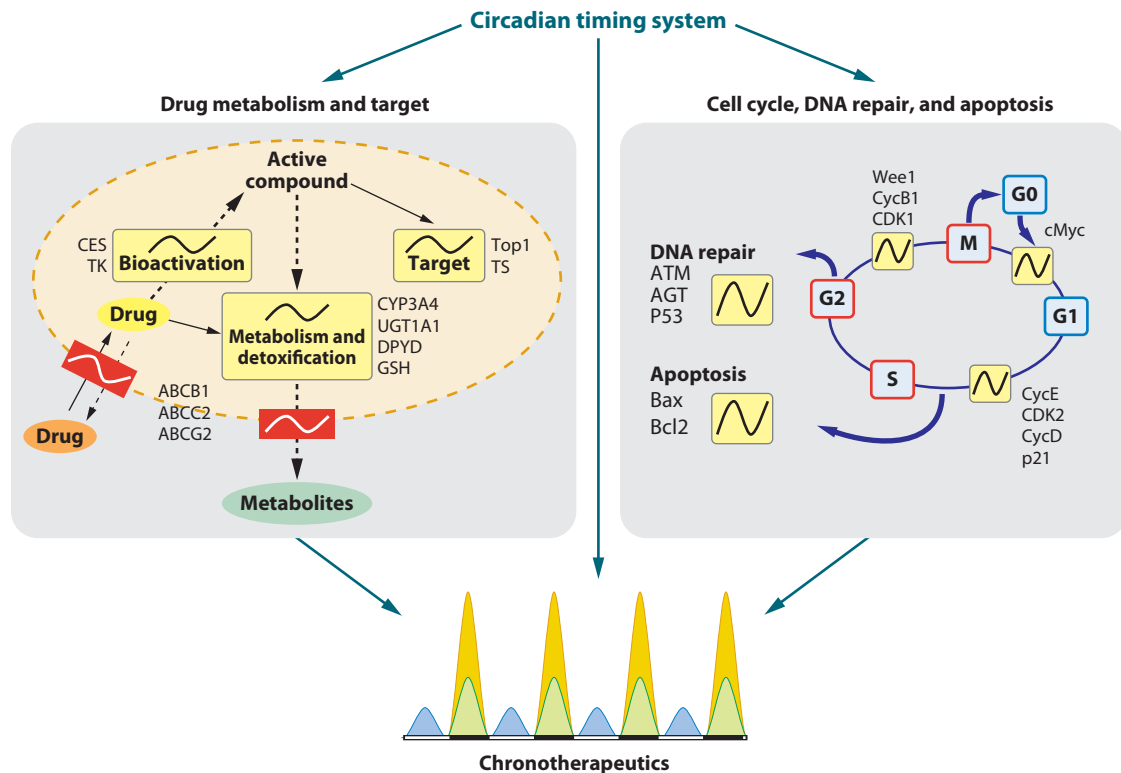 Circadian timing system
Drug metabolism and target
Active
compound
CES
TK
Bioactivation
Target
Top1
TS
Drug
Metabolism and
detoxification
CYP3A4
UGT1A1
DPYD
GSH
ABCB1
ABCC2
ABCG2
Drug
Metabolites
Cell cycle, DNA repair, and apoptosis
Wee1
CycB1
CDK1
G0
M
cMyc
DNA repair
ATM
AGT
P53
G2
G1
Apoptosis
Bax
Bcl2
S
CycE
CDK2
CycD
p21
Chronotherapeutics